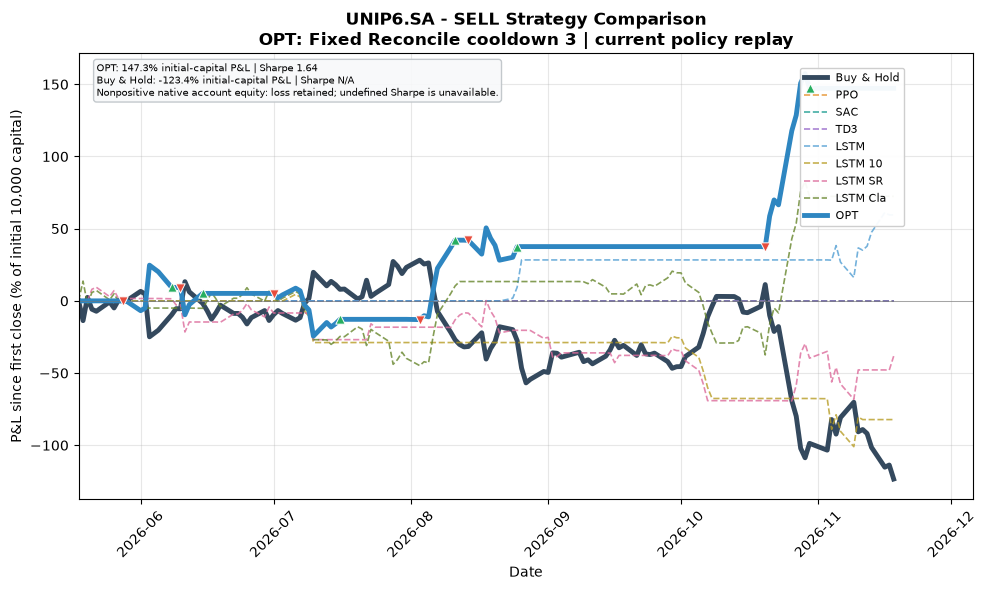 UNIP6.SA - SELL Strategy Comparison
OPT: Fixed Reconcile cooldown 3 | current policy replay
OPT: 147.3% initial-capital P&L | Sharpe 1.64
Buy & Hold: -123.4% initial-capital P&L | Sharpe N/A
Nonpositive native account equity: loss retained; undefined Sharpe is unavailable.
Buy & Hold
PPO
SAC
TD3
LSTM
LSTM 10
LSTM SR
LSTM Cla
OPT
P&L since first close (% of initial 10,000 capital)
150
100
50
0
−50
−100
2026-06
2026-07
2026-08
2026-09
2026-10
2026-11
2026-12
Date